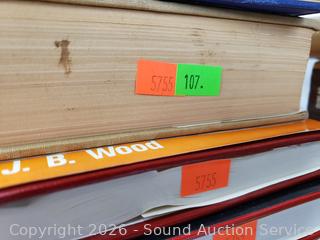 5755 107.
J. B. Wood
5755
Copyright 2026 - Sound Auction Service